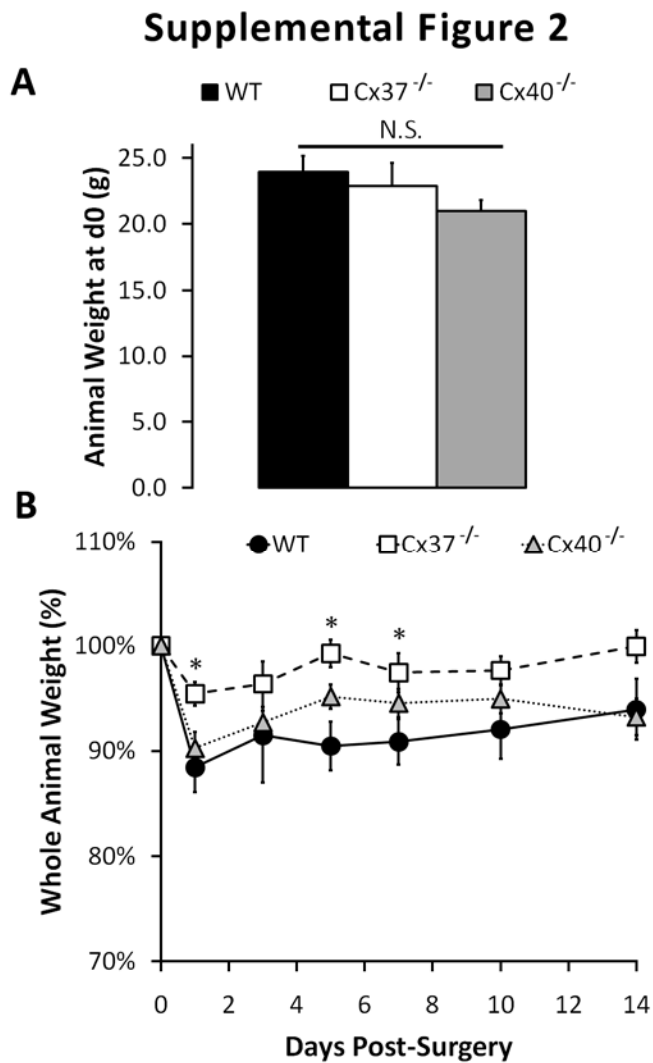 Supplemental Figure 2
A
WT Cx37-/- Cx40-/-
N.S.
Animal Weight at d0 (g)
25.0
20.0
15.0
10.0
5.0
0.0
B
110%
WT Cx37-/- Cx40-/-
Whole Animal Weight (%)
100%
* * *
90%
80%
70%
0 2 4 6 8 10 12 14
Days Post-Surgery